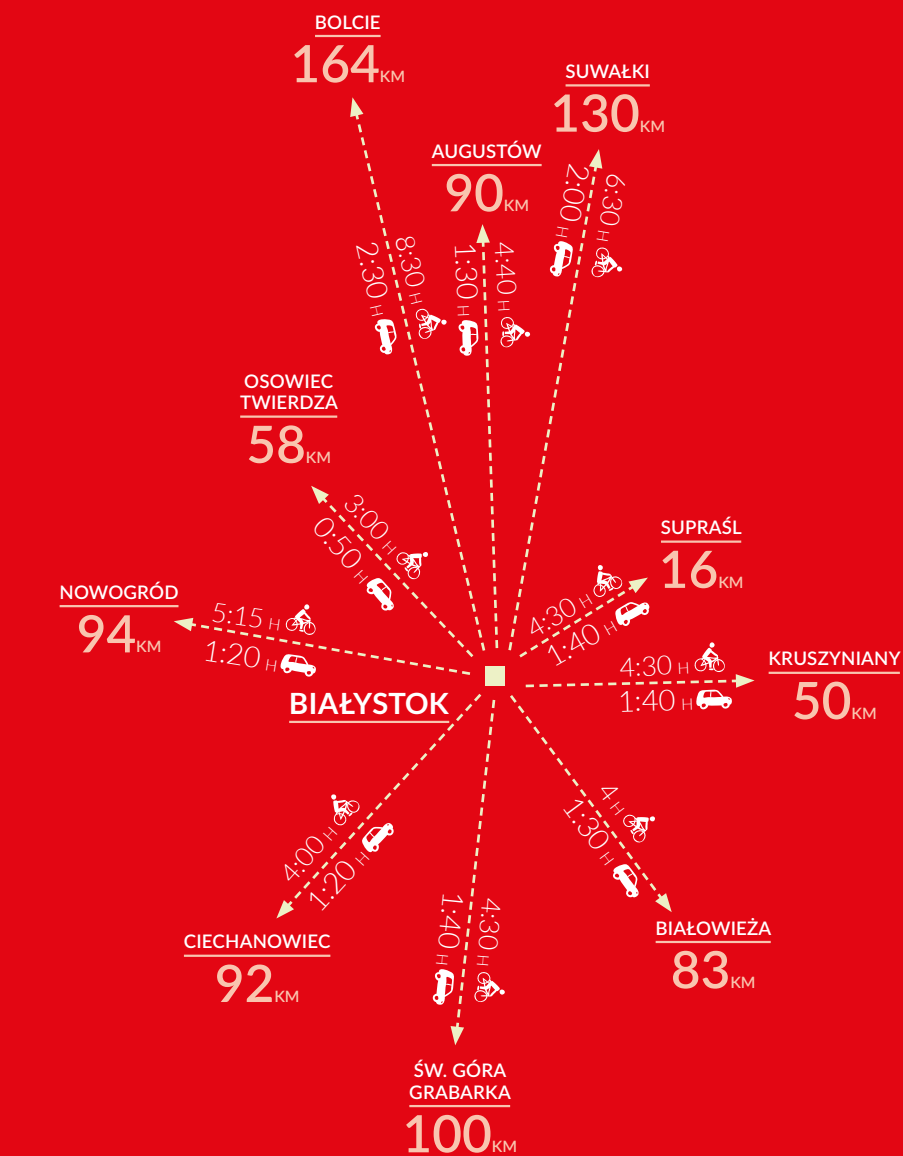 BOLCIE
164KM
SUWAŁKI
130KM
AUGUSTÓW
90KM
2:00 H
6:30 H
2:30 H
8:30 H
1:30 H
4:40 H
OSOWIEC
TWIERDZA
58KM
3:00 H
0:50 H
SUPRAŚL
16KM
4:30 H
1:40 H
NOWOGRÓD
94KM
5:15 H
1:20 H
KRUSZYNIANY
50KM
4:30 H
1:40 H
BIAŁYSTOK
4:00 H
1:20 H
4 H
1:30 H
1:40 H
4:30 H
CIECHANOWIEC
92KM
BIAŁOWIEŻA
83KM
ŚW. GÓRA
GRABARKA
100KM